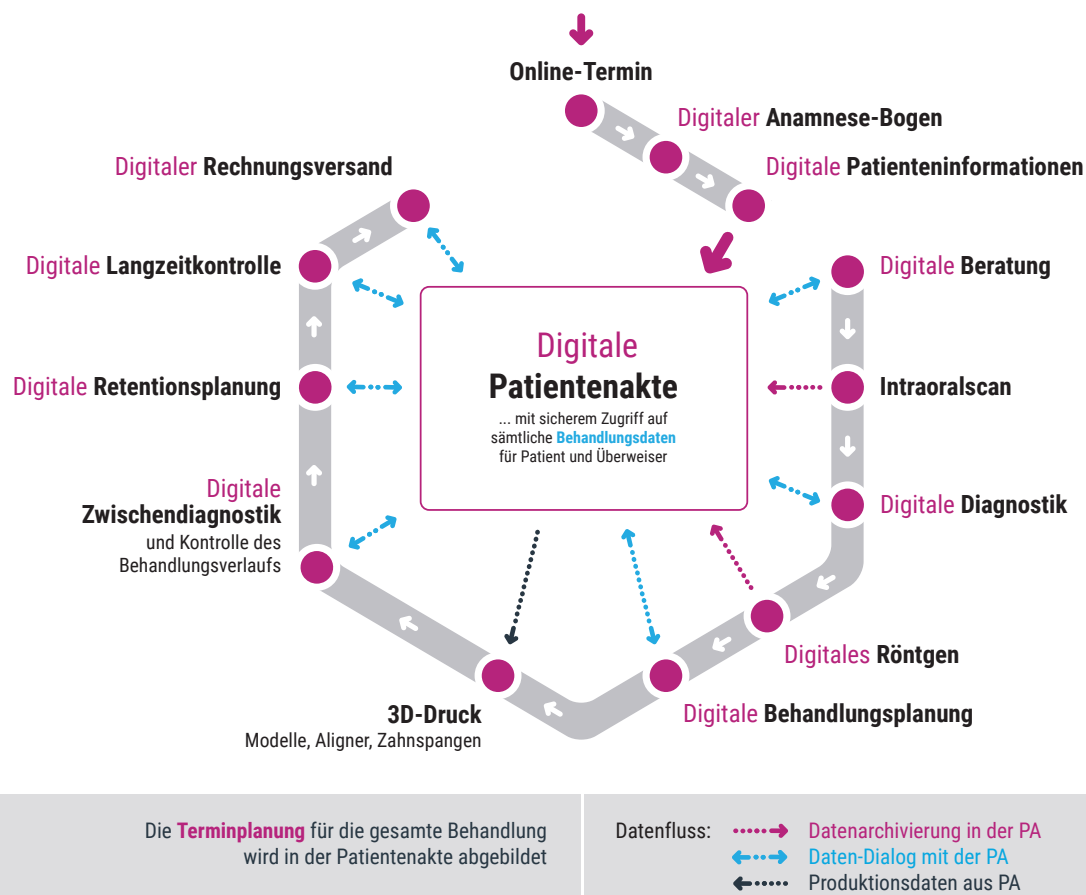 Online-Termin
Digitaler Anamnese-Bogen
Digitale Patienteninformationen
Digitale Beratung
Intraoralscan
Digitale Diagnostik
Digitales Röntgen
Digitale Behandlungsplanung
3D-Druck
Modelle, Aligner, Zahnspangen
Digitale
Zwischendiagnostik
und Kontrolle des
Behandlungsverlaufs
Digitale Retentionsplanung
Digitale Langzeitkontrolle
Digitaler Rechnungsversand
Digitale
Patientenakte
... mit sicherem Zugriff auf
sämtliche Behandlungsdaten
für Patient und Überweiser
Die Terminplanung für die gesamte Behandlung
wird in der Patientenakte abgebildet
Datenfluss:
Datenarchivierung in der PA
Daten-Dialog mit der PA
Produktionsdaten aus PA